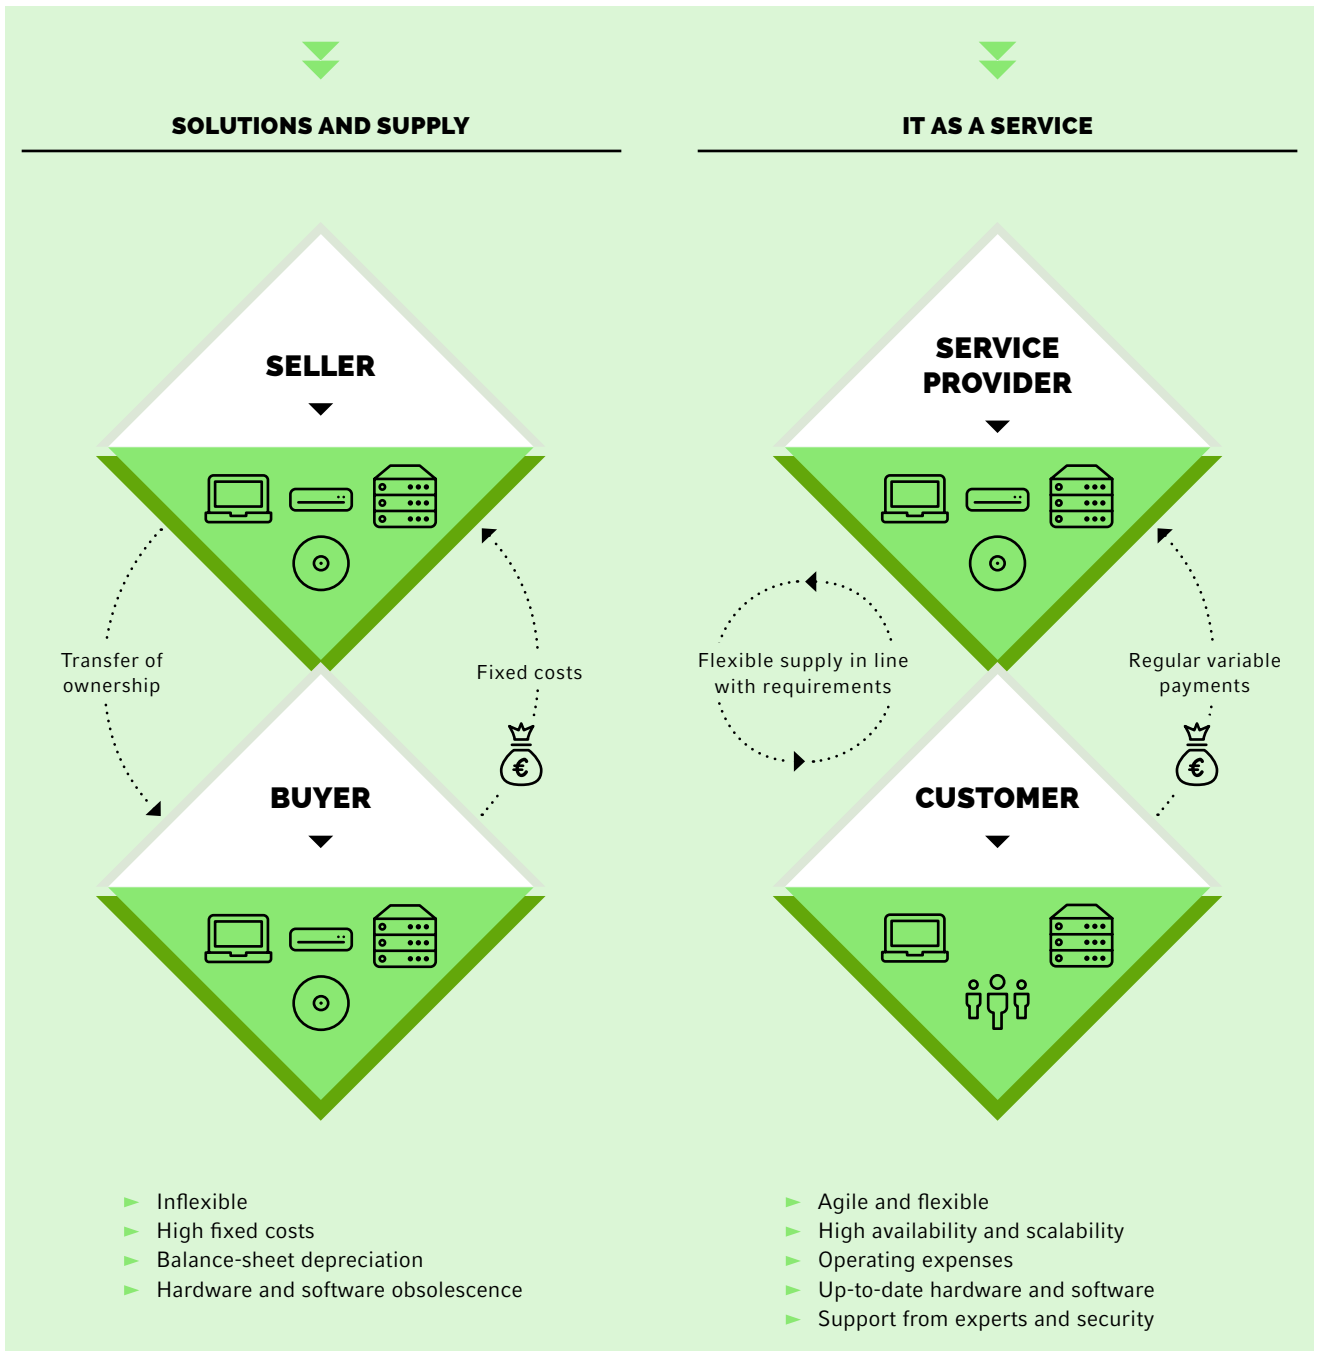 SOLUTIONS AND SUPPLY
SELLER
Transfer of
ownership
Fixed costs
€
BUYER
Inflexible
High fixed costs
Balance-sheet depreciation
Hardware and software obsolescence
IT AS A SERVICE
SERVICE
PROVIDER
Flexible supply in line
with requirements
Regular variable
payments
€
CUSTOMER
Agile and flexible
High availability and scalability
Operating expenses
Up-to-date hardware and software
Support from experts and security